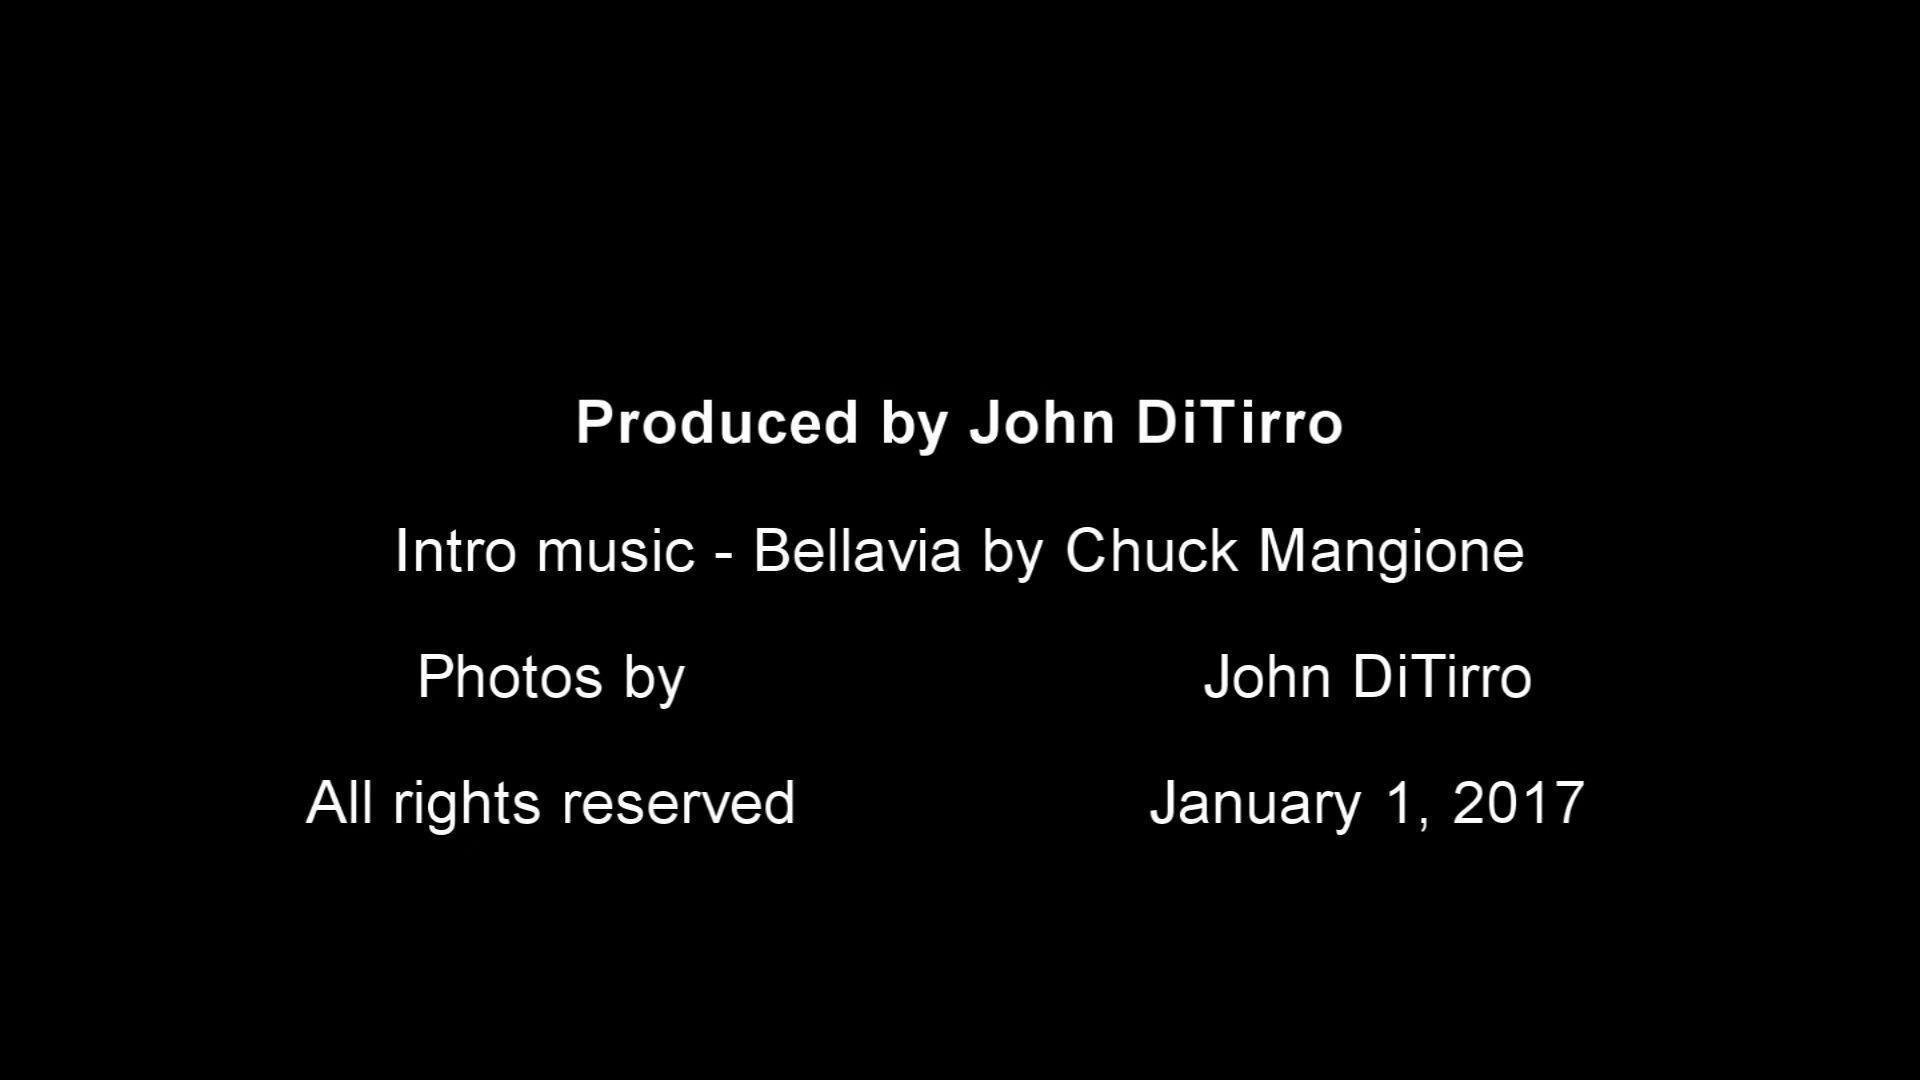 Produced by John DiTirro
Intro music - Bellavia by Chuck Mangione
Photos by John DiTirro
All rights reserved January 1, 2017